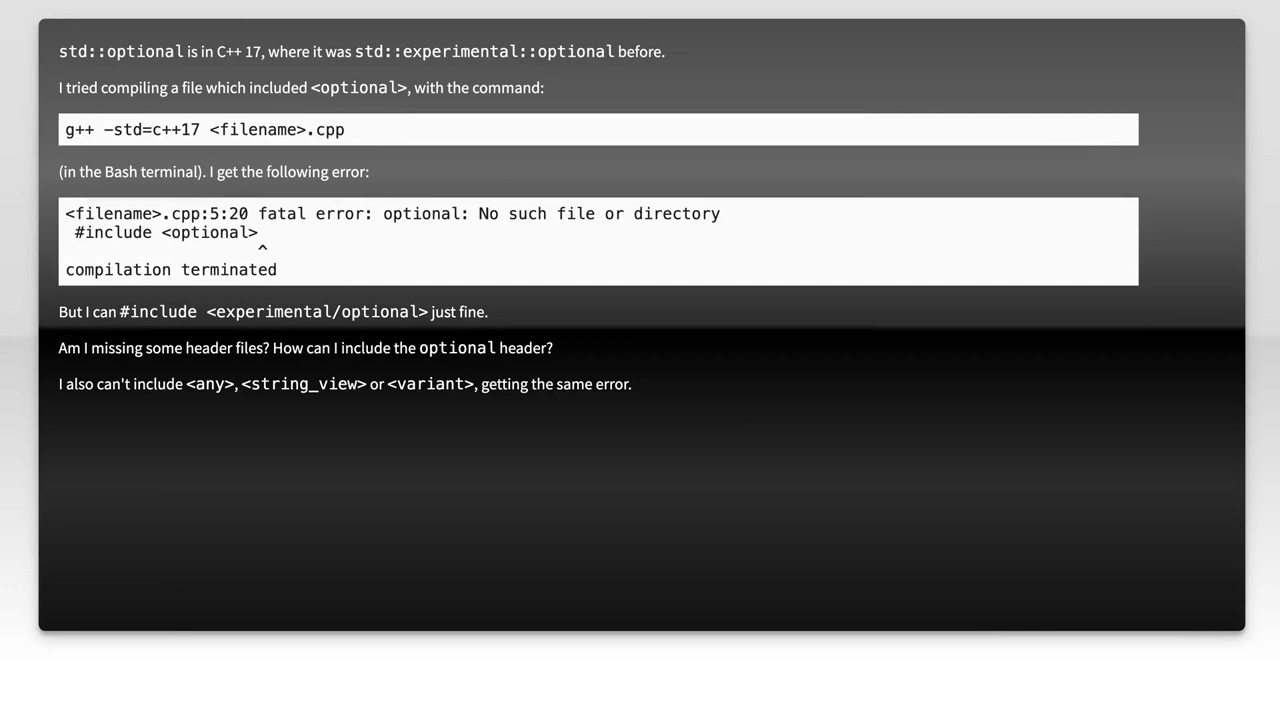 std::optional is in C++ 17, where it was std::experimental::optional before.
I tried compiling a file which included <optional>, with the command:
g++ -std=c++17 <filename>.cpp
(in the Bash terminal). I get the following error:
<filename>.cpp:5:20 fatal error: optional: No such file or directory
#include <optional>
^
compilation terminated
But I can #include <experimental/optional> just fine.
Am I missing some header files? How can I include the optional header?
I also can't include <any>, <string_view> or <variant>, getting the same error.